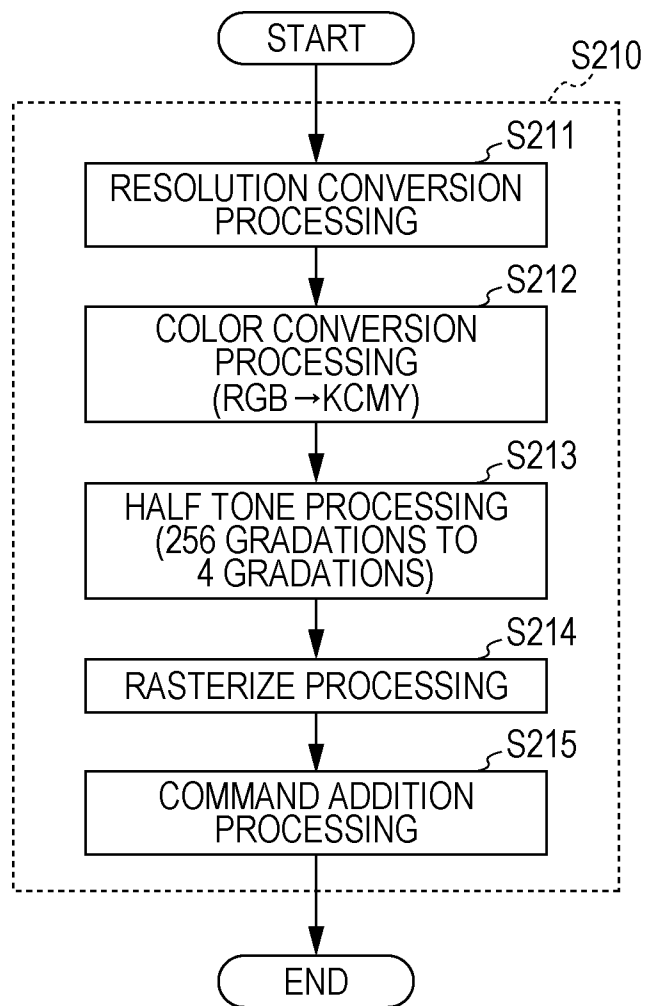 START
S210
S211
RESOLUTION CONVERSION
PROCESSING
S212
COLOR CONVERSION
PROCESSING
(RGB→KCMY)
S213
HALF TONE PROCESSING
(256 GRADATIONS TO
4 GRADATIONS)
S214
RASTERIZE PROCESSING
S215
COMMAND ADDITION
PROCESSING
END